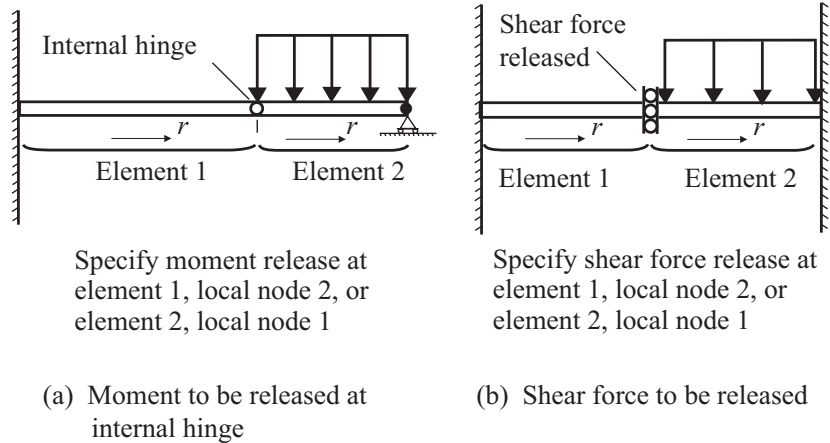 Internal hinge
r
r
Element 1
Element 2
Specify moment release at
element 1, local node 2, or
element 2, local node 1
(a) Moment to be released at
internal hinge
Shear force
released
r
r
Element 1
Element 2
Specify shear force release at
element 1, local node 2, or
element 2, local node 1
(b) Shear force to be released